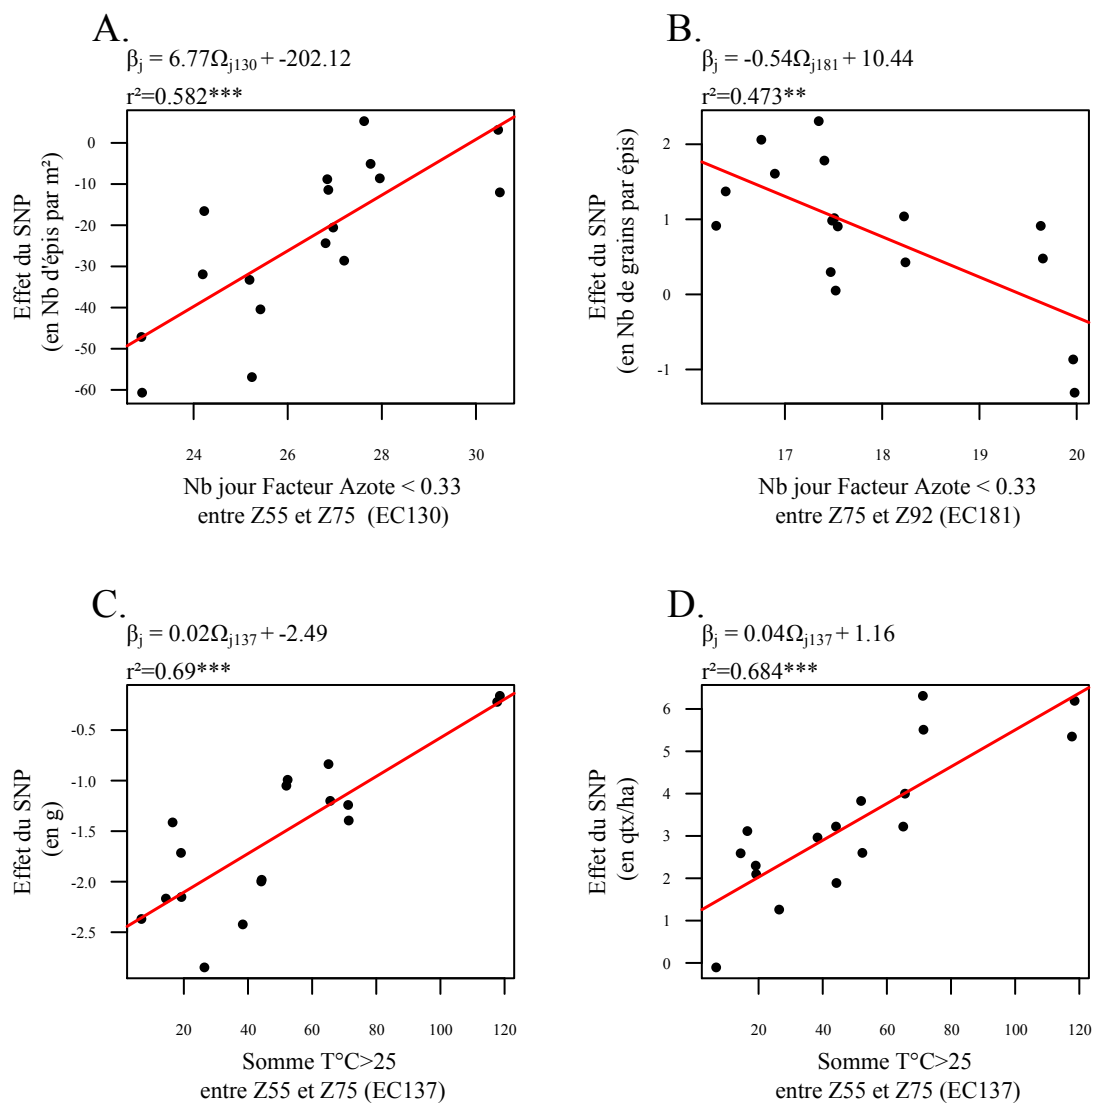 A.
βj = 6.77Ωj130 + -202.12
r²=0.582***
0
-10
-20
-30
-40
-50
-60
Effet du SNP
(en Nb d'épis par m²)
24 26 28 30
Nb jour Facteur Azote < 0.33
entre Z55 et Z75 (EC130)
B.
βj = -0.54Ωj181 + 10.44
r²=0.473**
2
1
0
-1
Effet du SNP
(en Nb de grains par épis)
17 18 19 20
Nb jour Facteur Azote < 0.33
entre Z75 et Z92 (EC181)
C.
βj = 0.02Ωj137 + -2.49
r²=0.69***
-0.5
-1.0
-1.5
-2.0
-2.5
Effet du SNP
(en g)
20 40 60 80 100 120
Somme T°C>25
entre Z55 et Z75 (EC137)
D.
βj = 0.04Ωj137 + 1.16
r²=0.684***
6
5
4
3
2
1
0
Effet du SNP
(en qtx/ha)
20 40 60 80 100 120
Somme T°C>25
entre Z55 et Z75 (EC137)